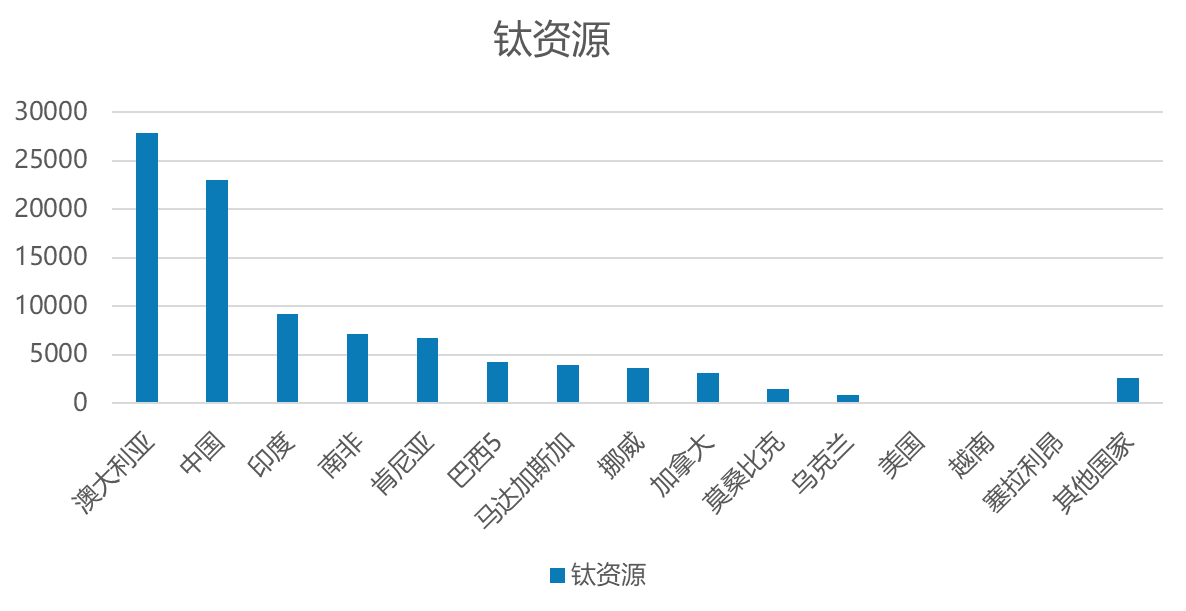 钛资源
30000
25000
20000
15000
10000
5000
0
澳大利亚
中国
印度
南非
肯尼亚
巴西5
马达加斯加
挪威
加拿大
莫桑比克
乌克兰
美国
越南
塞拉利昂
其他国家
钛资源